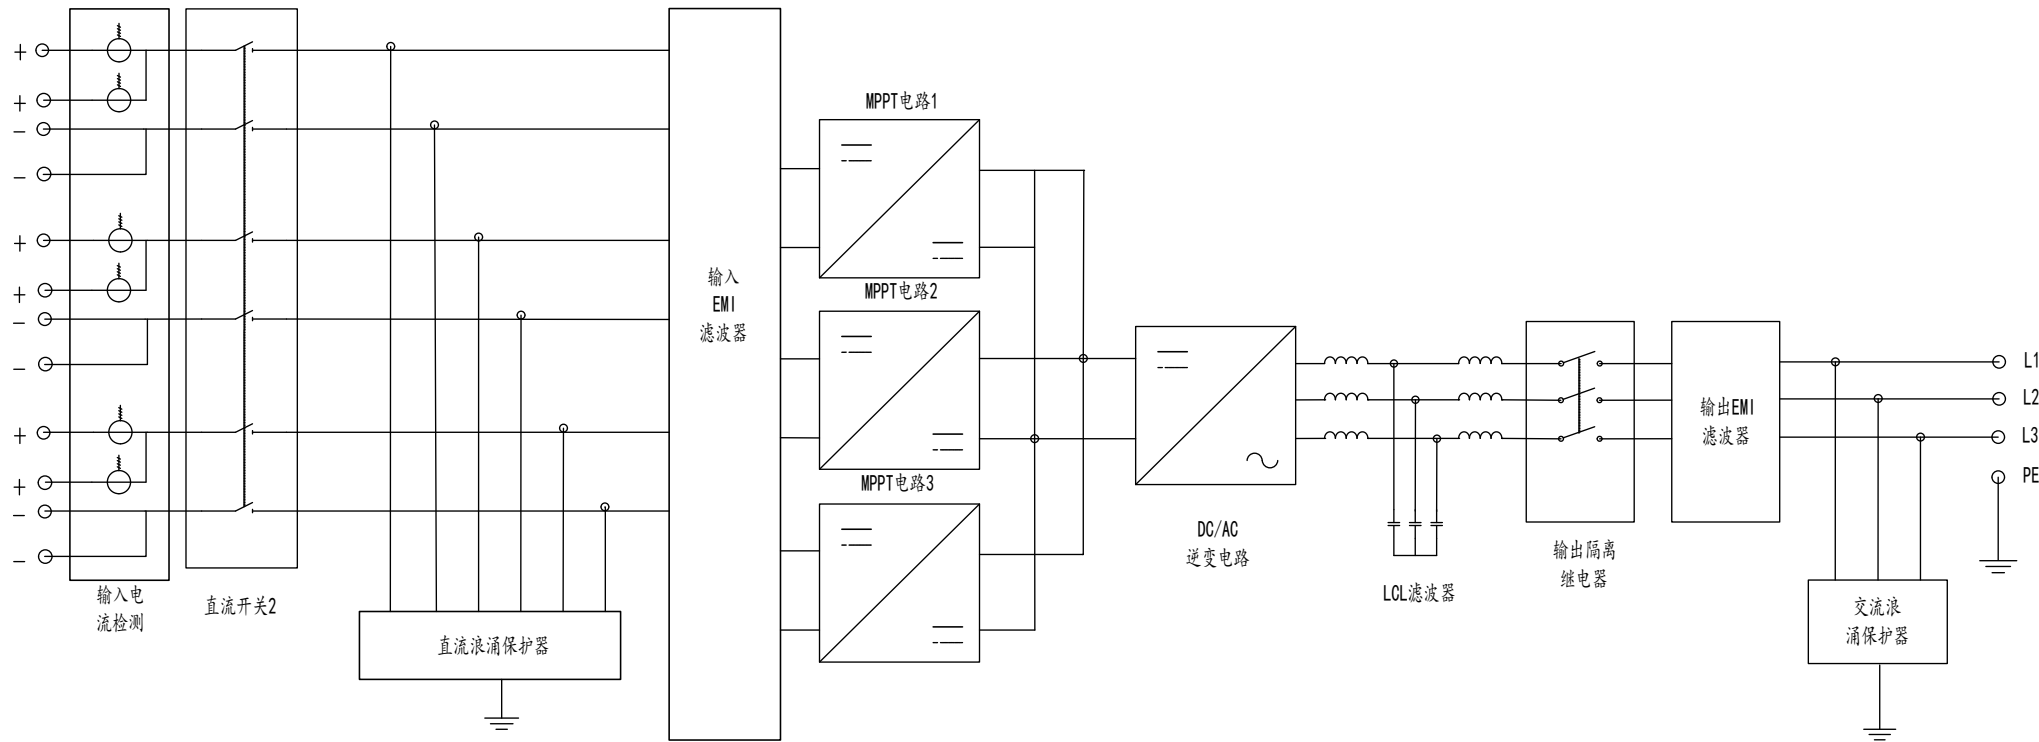 +
+
−
−
+
+
−
−
+
+
−
−
输入电
流检测
直流开关2
直流浪涌保护器
输入
EMI
滤波器
MPPT电路1
MPPT电路2
MPPT电路3
DC/AC
逆变电路
LCL滤波器
输出隔离
继电器
输出EMI
滤波器
L1
L2
L3
PE
交流浪
涌保护器